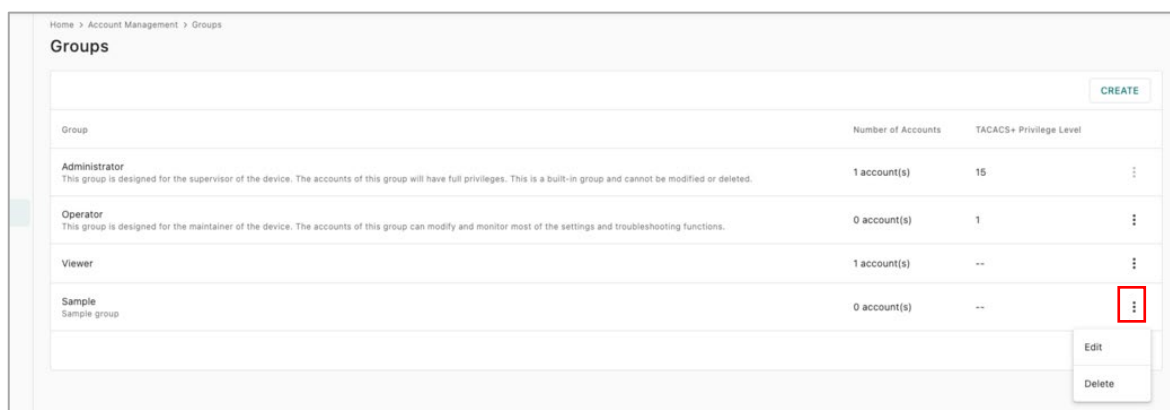 Home > Account Management > Groups
Groups
CREATE
Group Number of Accounts TACACS+ Privilege Level
Administrator
This group is designed for the supervisor of the device. The accounts of this group will have full privileges. This is a built-in group and cannot be modified or deleted.
1 account(s) 15
Operator
This group is designed for the maintainer of the device. The accounts of this group can modify and monitor most of the settings and troubleshooting functions.
0 account(s) 1
Viewer 1 account(s) --
Sample
Sample group
0 account(s) --
Edit
Delete